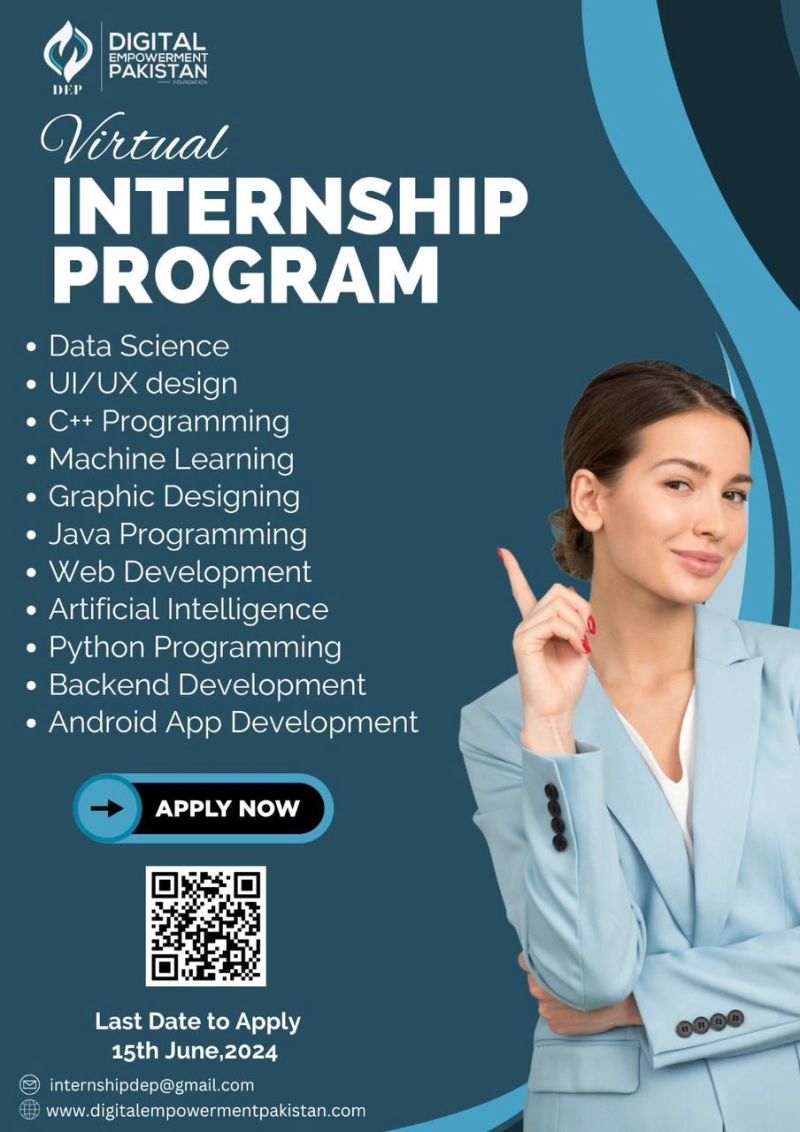 DIGITAL
EMPOWERMENT
PAKISTAN
FOUNDATION
DEP
Virtual
INTERNSHIP
PROGRAM
• Data Science
• UI/UX design
• C++ Programming
• Machine Learning
• Graphic Designing
• Java Programming
• Web Development
• Artificial Intelligence
• Python Programming
• Backend Development
• Android App Development
APPLY NOW
Last Date to Apply
15th June,2024
internshipdep@gmail.com
www.digitalempowermentpakistan.com